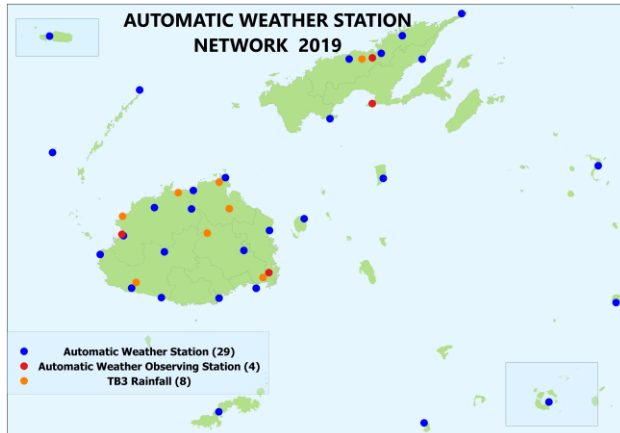 AUTOMATIC WEATHER STATION
NETWORK 2019
Automatic Weather Station (29)
Automatic Weather Observing Station (4)
TB3 Rainfall (8)